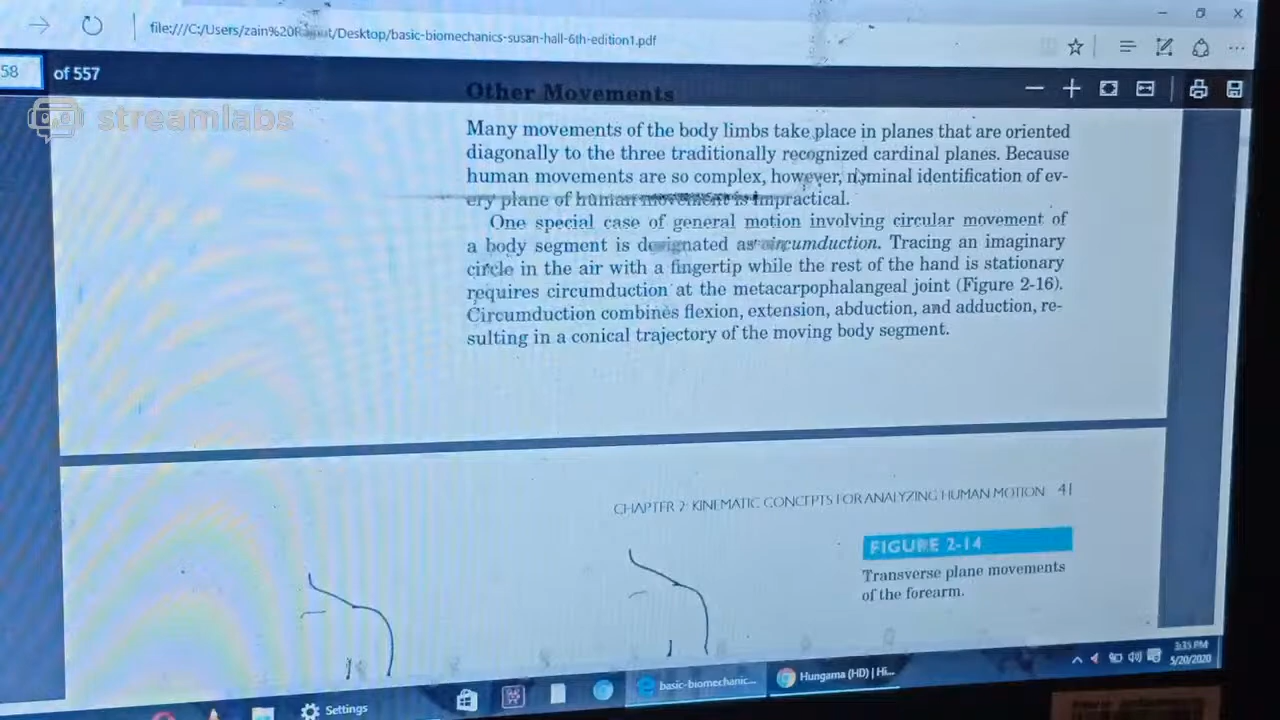 file:///C:/Users/zain%20Rajput/Desktop/basic-biomechanics-susan-hall-6th-edition1.pdf
58 of 557
streamlabs
Other Movements
Many movements of the body limbs take place in planes that are oriented
diagonally to the three traditionally recognized cardinal planes. Because
human movements are so complex, however, nominal identification of ev-
ery plane of human movement is impractical.
One special case of general motion involving circular movement of
a body segment is designated as circumduction. Tracing an imaginary
circle in the air with a fingertip while the rest of the hand is stationary
requires circumduction at the metacarpophalangeal joint (Figure 2-16).
Circumduction combines flexion, extension, abduction, and adduction, re-
sulting in a conical trajectory of the moving body segment.
CHAPTER 2: KINEMATIC CONCEPTS FOR ANALYZING HUMAN MOTION 41
FIGURE 2-14
Transverse plane movements
of the forearm.
Settings
basic-biomechanic...
Hungama (HD) | Hi...
3:35 PM
5/20/2020